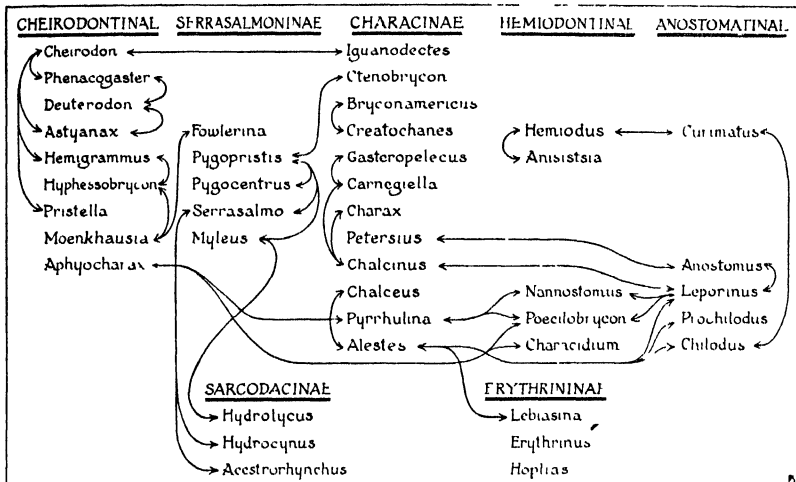 CHEIRODONTINAE SERRASALMONINAE CHARACINAE HEMIODONTINAE ANOSTOMATINAE
Cheirodon Iguanodectes
Phenacogaster Ctenobrycon
Deuterodon Bryconamericus
Astyanax Fowlerina Creatochanes Hemiodus Curimatus
Hemigrammus Pygopristis Gasteropelecus Anisitsia
Hyphessobrycon Pygocentrus Carnegiella
Pristella Serrasalmo Charax
Moenkhausia Myleus Petersius
Aphyocharax Chalcinus Anostomus
Chalceus Nannostomus Leporinus
Pyrrhulina Poecilobrycon Prochilodus
Alestes Characidium Chilodus
SARCODACINAE ERYTHRININAE
Hydrolycus Lebiasina
Hydrocynus Erythrinus
Acestrorhynchus Hoplias